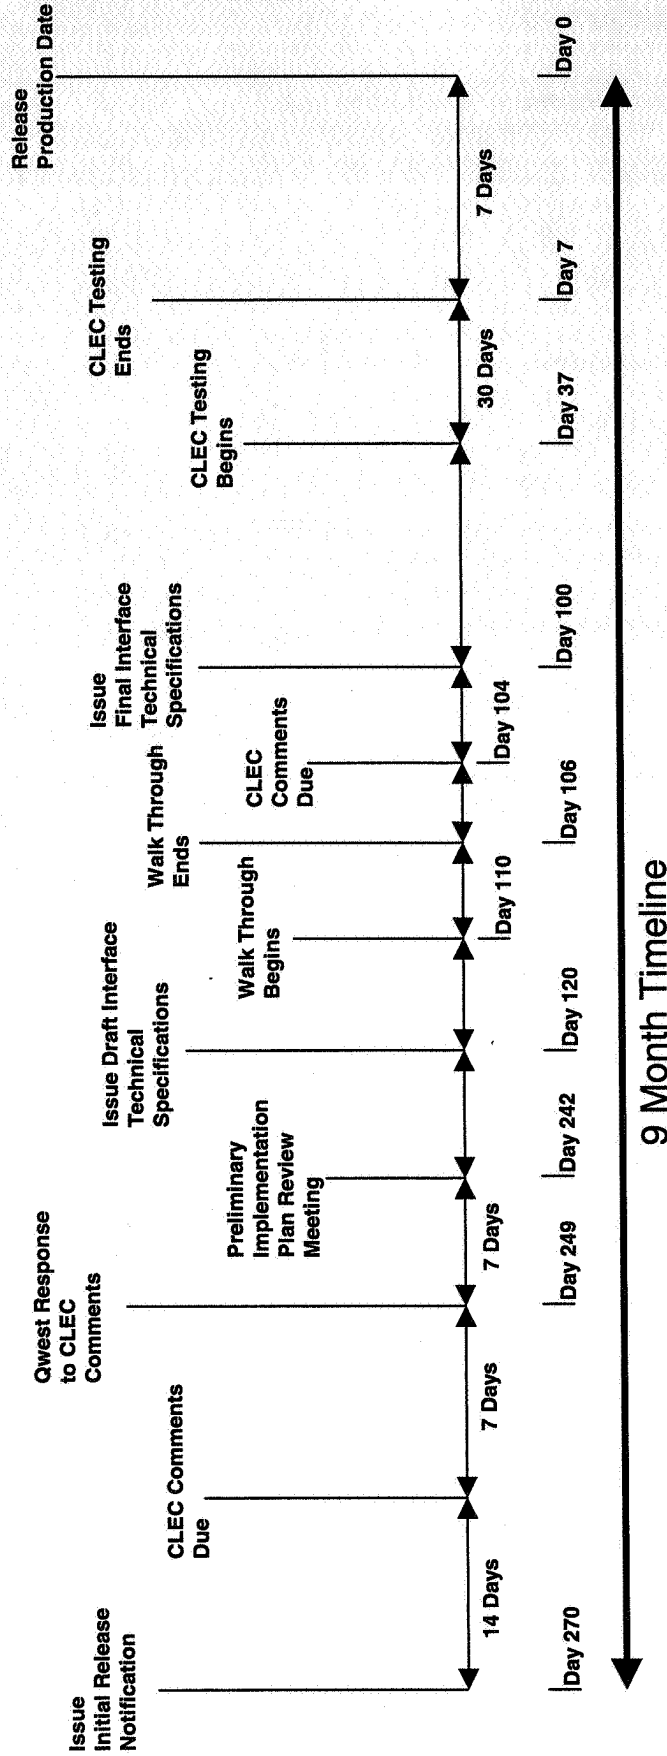 Issue
Initial Release
Notification
CLEC Comments
Due
Qwest Response
to CLEC
Comments
Preliminary
Implementation
Plan Review
Meeting
Issue Draft Interface
Technical
Specifications
Walk Through
Begins
Walk Through
Ends
CLEC
Comments
Due
Issue
Final Interface
Technical
Specifications
CLEC Testing
Begins
CLEC Testing
Ends
Release
Production Date
14 Days
7 Days
7 Days
30 Days
7 Days
Day 270
Day 249
Day 242
Day 120
Day 110
Day 106
Day 104
Day 100
Day 37
Day 7
Day 0
9 Month Timeline